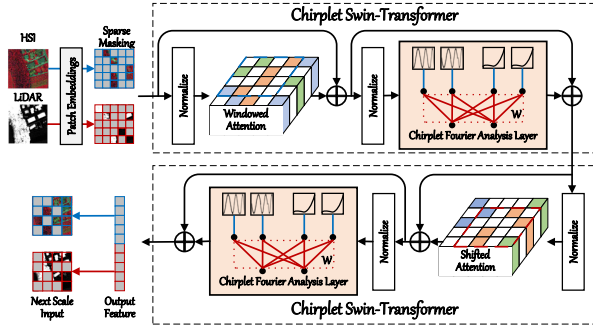 Chirplet Swin-Transformer
HSI
LiDAR
Patch Embeddings
Sparse
Masking
Normalize
Windowed
Attention
Normalize
W
Chirplet Fourier Analysis Layer
Next Scale
Input
Output
Feature
W
Chirplet Fourier Analysis Layer
Normalize
Shifted
Attention
Normalize
Chirplet Swin-Transformer